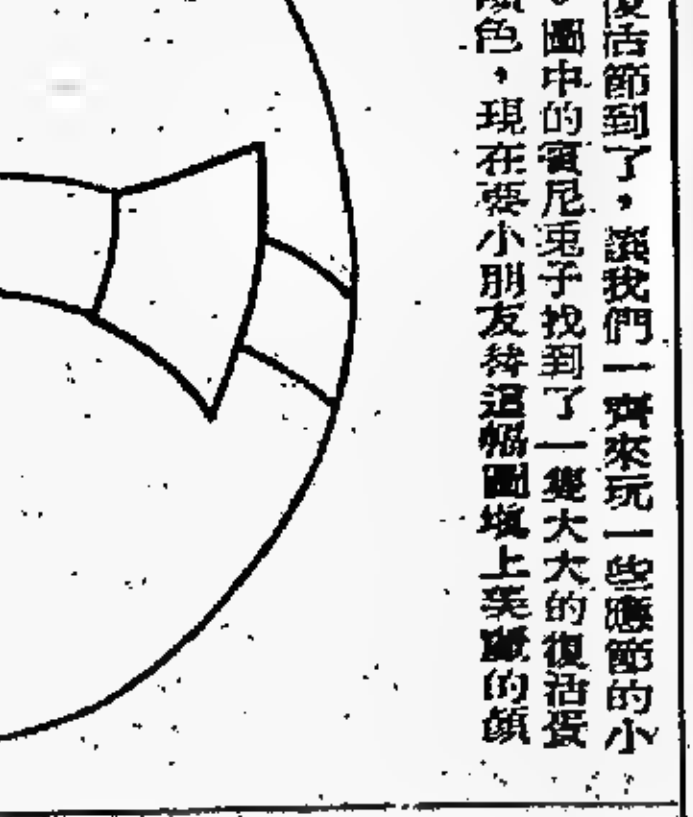 復活節到了，讓我們一齊來玩一些應節的小
，圖中的賓尼兎子找到了一隻大大的復活蛋
顏色，現在要小朋友替這幅圖塡上美麗的顏